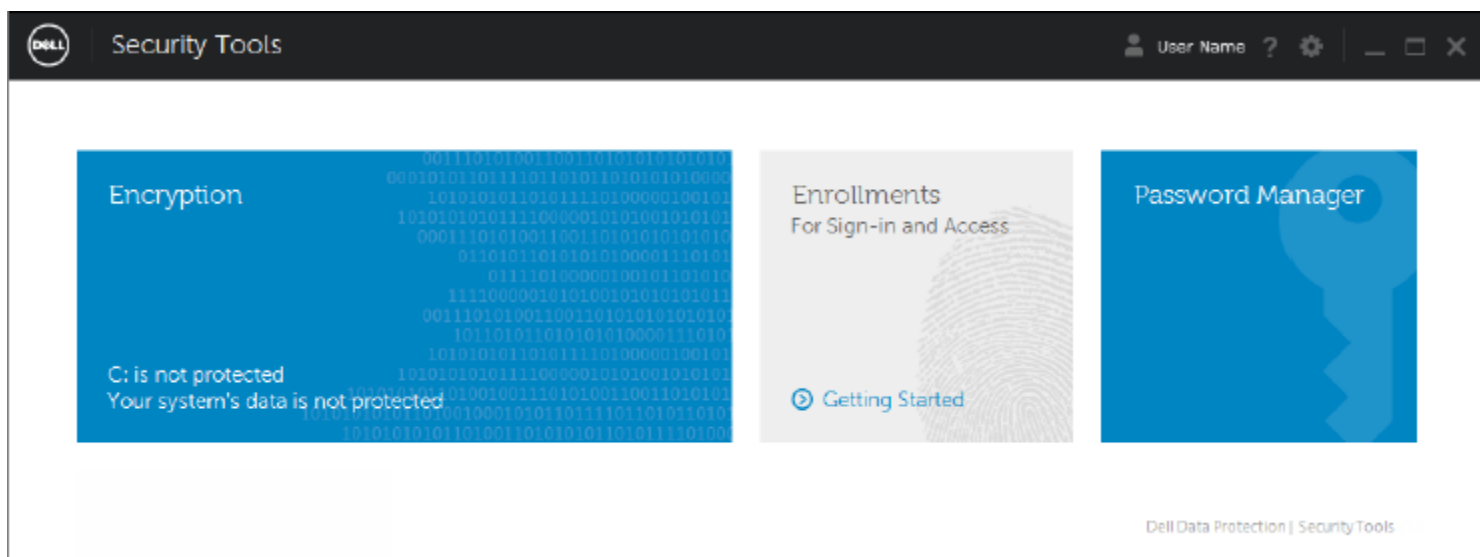 DELL
Security Tools
User Name ?
Encryption
C: is not protected
Your system's data is not protected
Enrollments
For Sign-in and Access
Getting Started
Password Manager
Dell Data Protection | Security Tools